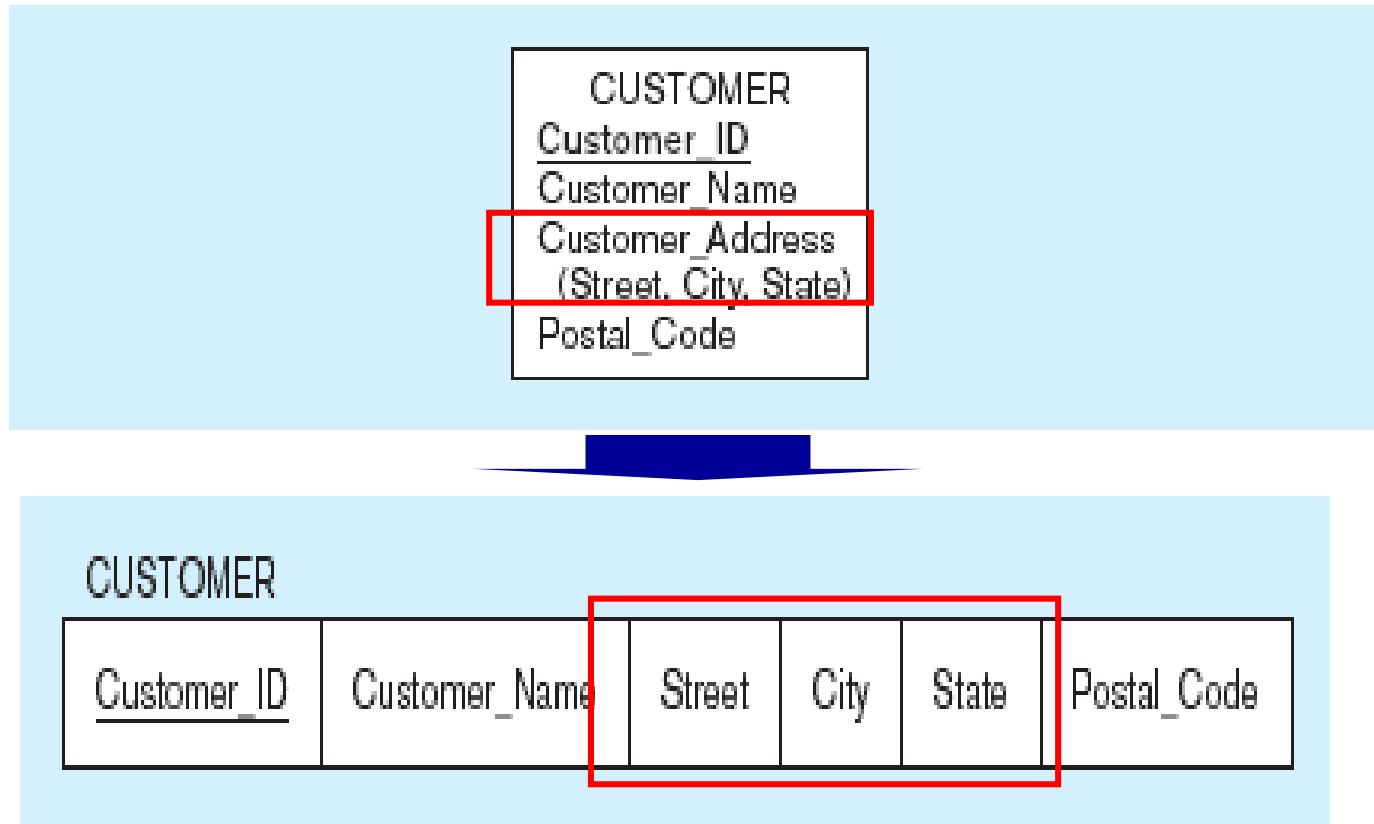 CUSTOMER
Customer_ID
Customer_Name
Customer_Address
(Street, City, State)
Postal_Code
CUSTOMER
Customer_ID Customer_Name Street City State Postal_Code